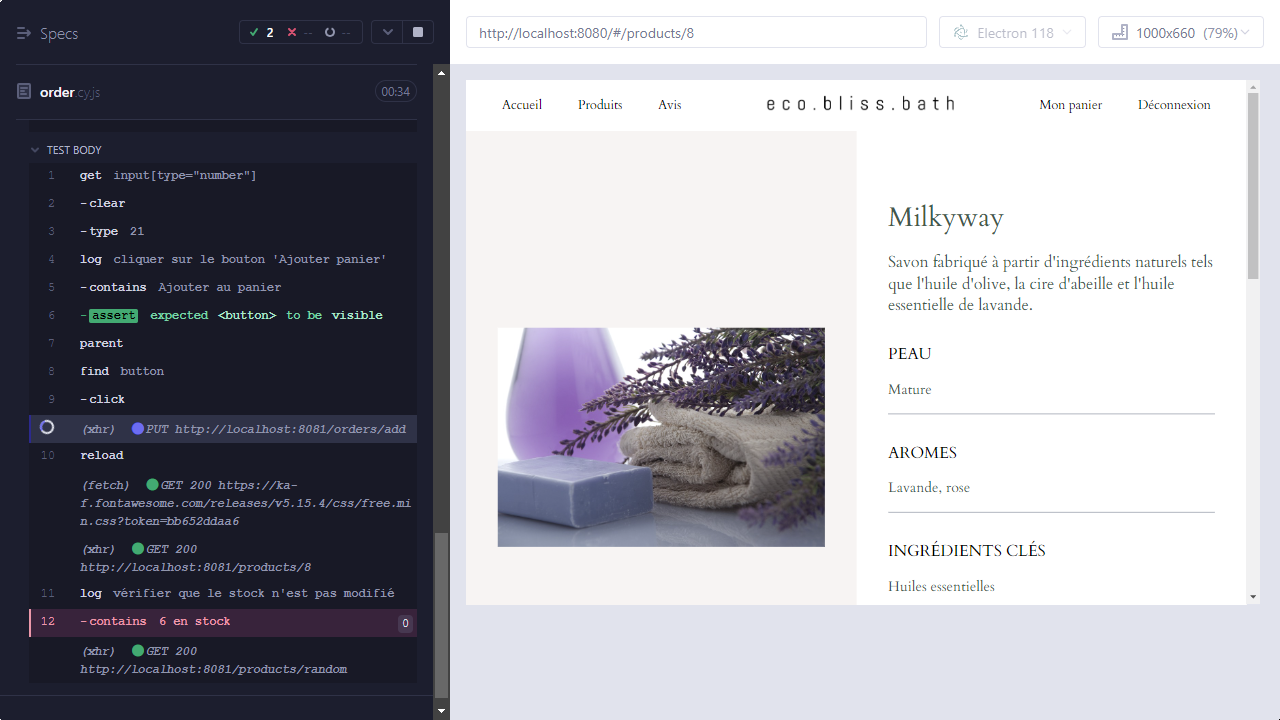 Specs
2
--
--
http://localhost:8080/#/products/8
Electron 118
1000x660 (79%)
order.cy.js
00:34
TEST BODY
1 get input[type="number"]
2 -clear
3 -type 21
4 log cliquer sur le bouton 'Ajouter panier'
5 -contains Ajouter au panier
6 -assert expected <button> to be visible
7 parent
8 find button
9 -click
(xhr) PUT http://localhost:8081/orders/add
10 reload
(fetch) GET 200 https://ka-
f.fontawesome.com/releases/v5.15.4/css/free.mi
n.css?token=bb652ddaa6
(xhr) GET 200
http://localhost:8081/products/8
11 log vérifier que le stock n'est pas modifié
12 -contains 6 en stock 0
(xhr) GET 200
http://localhost:8081/products/random
Accueil Produits Avis eco.bliss.bath Mon panier Déconnexion
Milkyway
Savon fabriqué à partir d'ingrédients naturels tels
que l'huile d'olive, la cire d'abeille et l'huile
essentielle de lavande.
PEAU
Mature
AROMES
Lavande, rose
INGRÉDIENTS CLÉS
Huiles essentielles